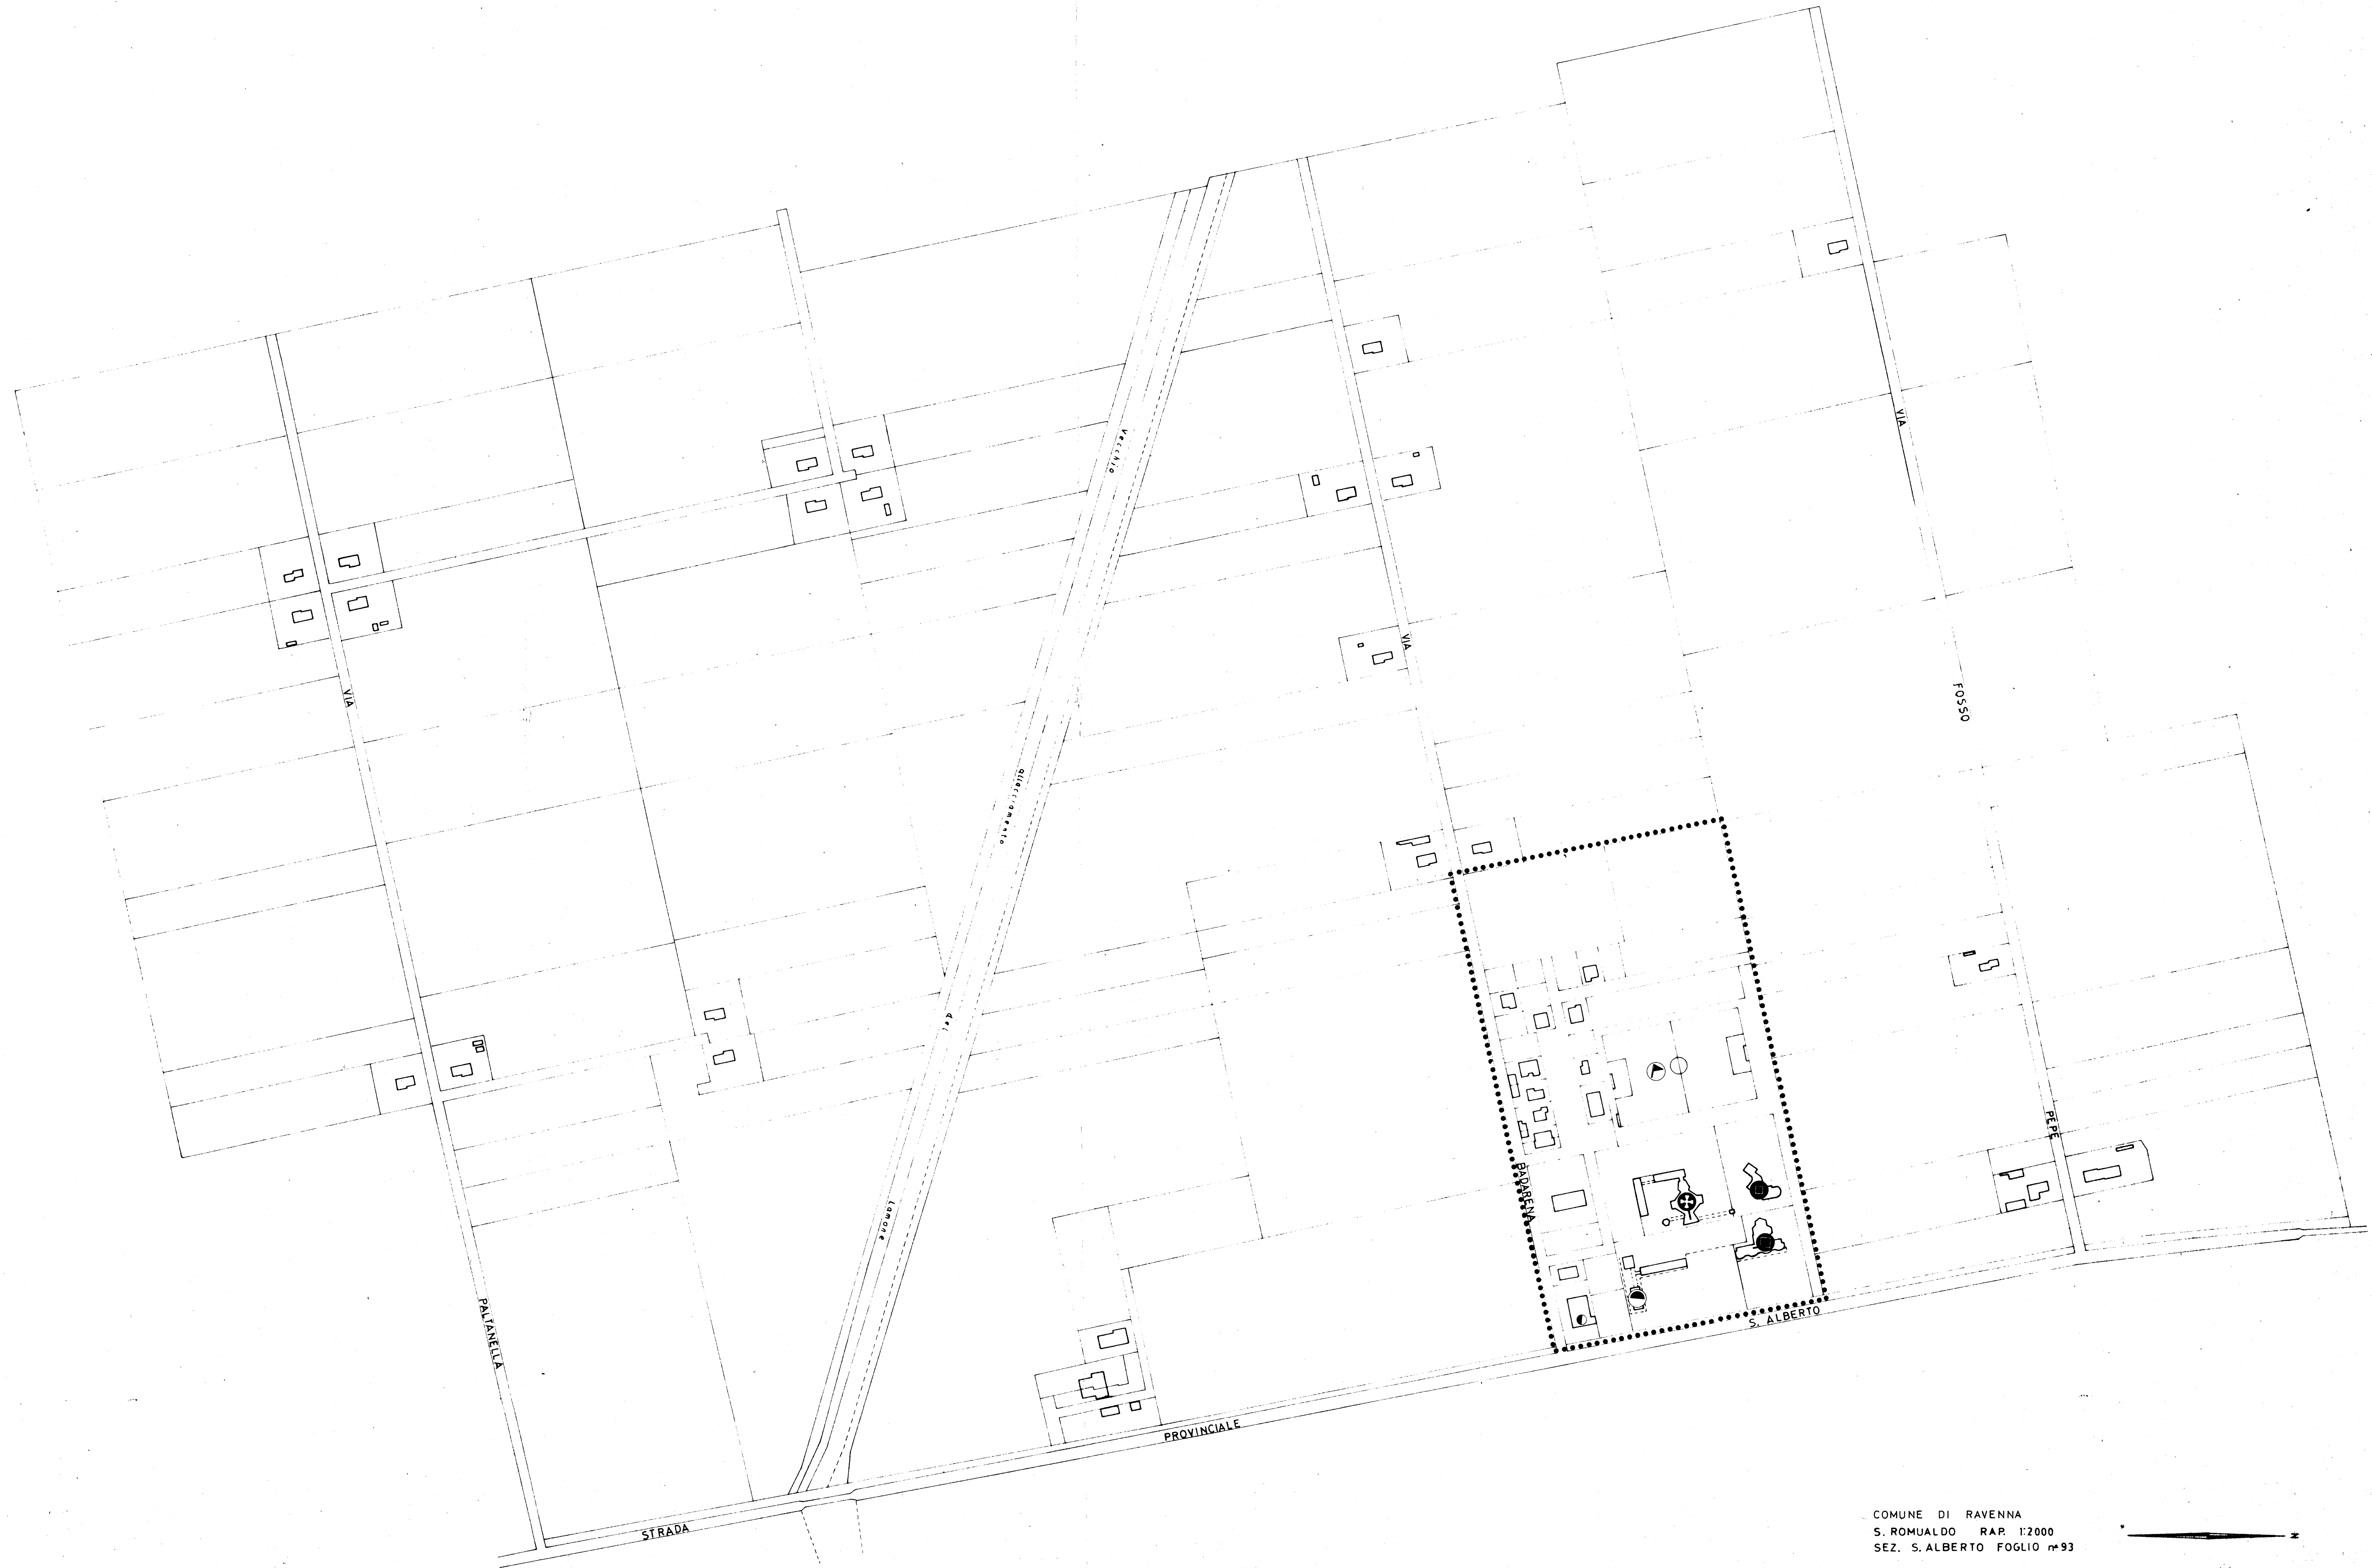 VIA
Vecchio
VIA
VIA
FOSSO
allacciamento
del
BADARENA
PEPE
Lamone
PALTANELLA
S. ALBERTO
PROVINCIALE
STRADA
COMUNE DI RAVENNA
S. ROMUALDO RAP. 1:2000
SEZ. S. ALBERTO FOGLIO n° 93
N